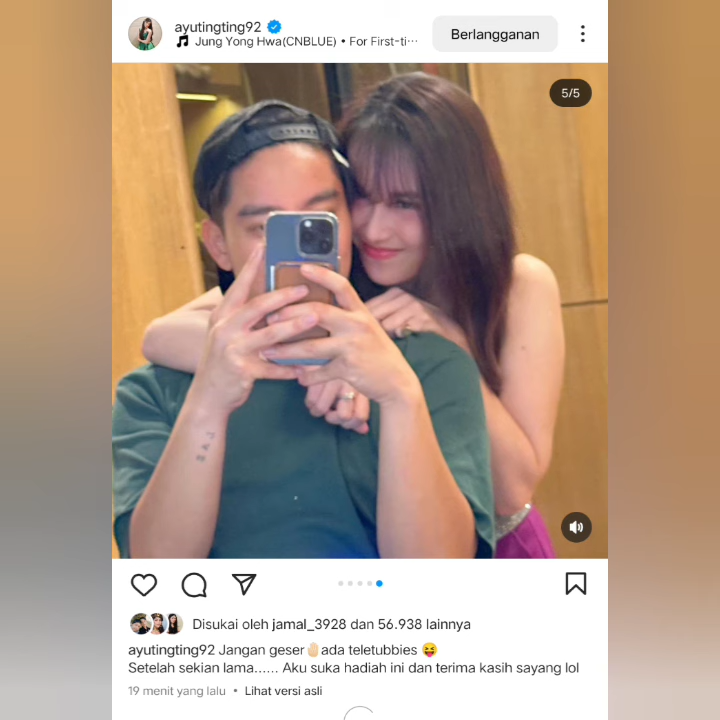 ayutingting92
Jung Yong Hwa(CNBLUE) • For First-ti...
Berlangganan
5/5
Disukai oleh jamal_3928 dan 56.938 lainnya
ayutingting92 Jangan geser🤚🏻ada teletubbies 😝
Setelah sekian lama...... Aku suka hadiah ini dan terima kasih sayang lol
19 menit yang lalu • Lihat versi asli